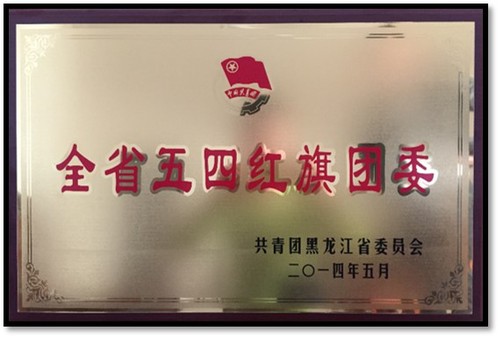 中国共青团
全省五四红旗团委
共青团黑龙江省委员会
二〇一四年五月